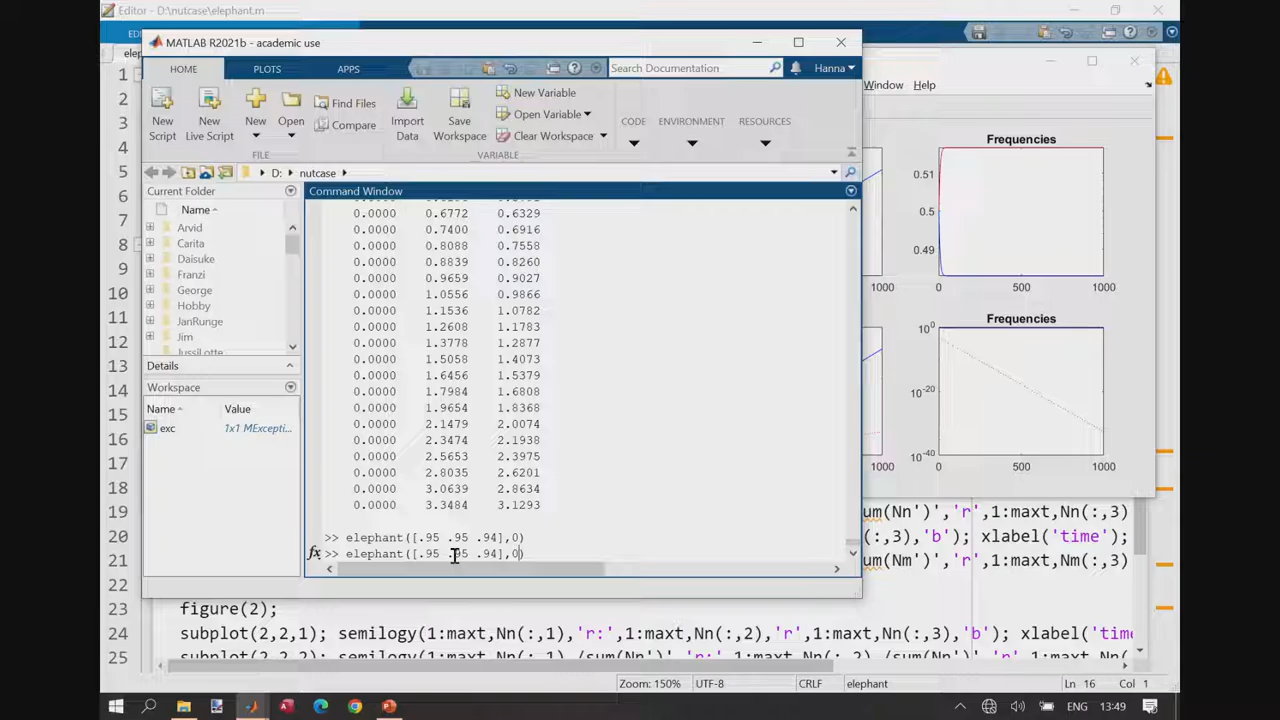 Editor - D:\nutcase\elephant.m
MATLAB R2021b - academic use
HOME PLOTS APPS
Search Documentation
Hanna
New Script
New Live Script
New
Open
Find Files
Compare
Import Data
Save Workspace
New Variable
Open Variable
Clear Workspace
CODE ENVIRONMENT RESOURCES
FILE
VARIABLE
D: nutcase
Current Folder
Name
Arvid
Carita
Daisuke
Franzi
George
Hobby
JanRunge
Jim
JussiLotte
Details
Workspace
Name Value
exc 1x1 MExcepti...
Command Window
0.0000 0.6772 0.6329
0.0000 0.7400 0.6916
0.0000 0.8088 0.7558
0.0000 0.8839 0.8260
0.0000 0.9659 0.9027
0.0000 1.0556 0.9866
0.0000 1.1536 1.0782
0.0000 1.2608 1.1783
0.0000 1.3778 1.2877
0.0000 1.5058 1.4073
0.0000 1.6456 1.5379
0.0000 1.7984 1.6808
0.0000 1.9654 1.8368
0.0000 2.1479 2.0074
0.0000 2.3474 2.1938
0.0000 2.5653 2.3975
0.0000 2.8035 2.6201
0.0000 3.0639 2.8634
0.0000 3.3484 3.1293
>> elephant([.95 .95 .94],0)
fx >> elephant([.95 .95 .94],0)
Window Help
Frequencies
0.51
0.5
0.49
1000 0 500 1000
Frequencies
10^0
10^-20
10^-40
1000 0 500 1000
1
2
3
4
5
6
7
8
9
10
11
12
13
14
15
16
17
18
19 sum(Nn')','r',1:maxt,Nn(:,3)
20 (:,3),'b'); xlabel('time');
21 sum(Nm')','r',1:maxt,Nm(:,3)
22
23 figure(2);
24 subplot(2,2,1); semilogy(1:maxt,Nn(:,1),'r:',1:maxt,Nn(:,2),'r',1:maxt,Nn(:,3),'b'); xlabel('time
25
Zoom: 150% UTF-8 CRLF elephant Ln 16 Col 1
ENG 13:49